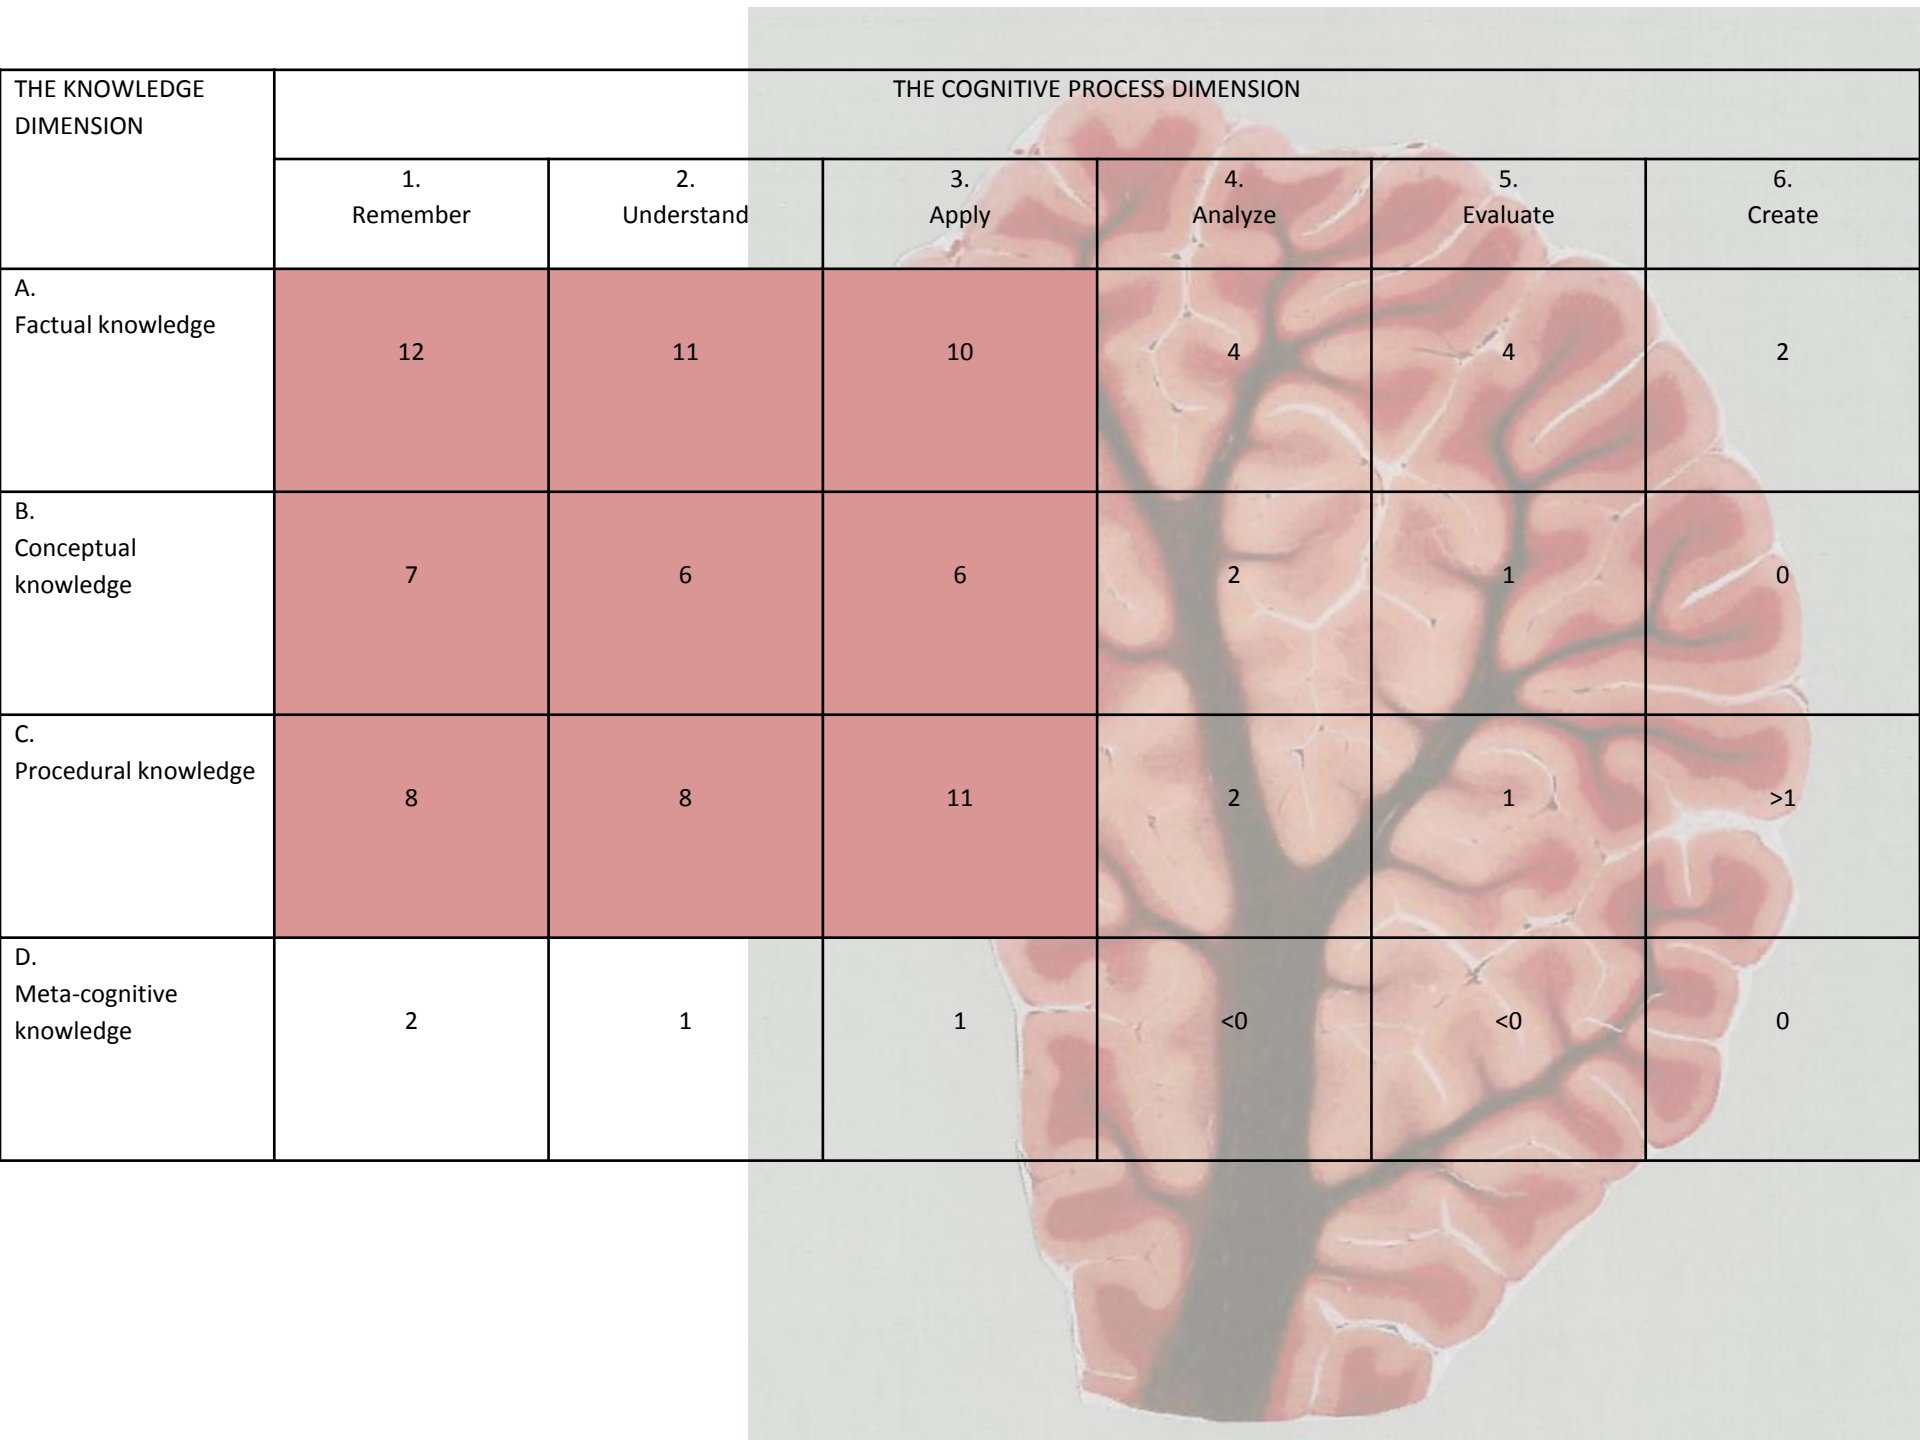 THE KNOWLEDGE
DIMENSION
THE COGNITIVE PROCESS DIMENSION
1.
Remember
2.
Understand
3.
Apply
4.
Analyze
5.
Evaluate
6.
Create
A.
Factual knowledge
12
11
10
4
4
2
B.
Conceptual
knowledge
7
6
6
2
1
0
C.
Procedural knowledge
8
8
11
2
1
>1
D.
Meta-cognitive
knowledge
2
1
1
<0
<0
0